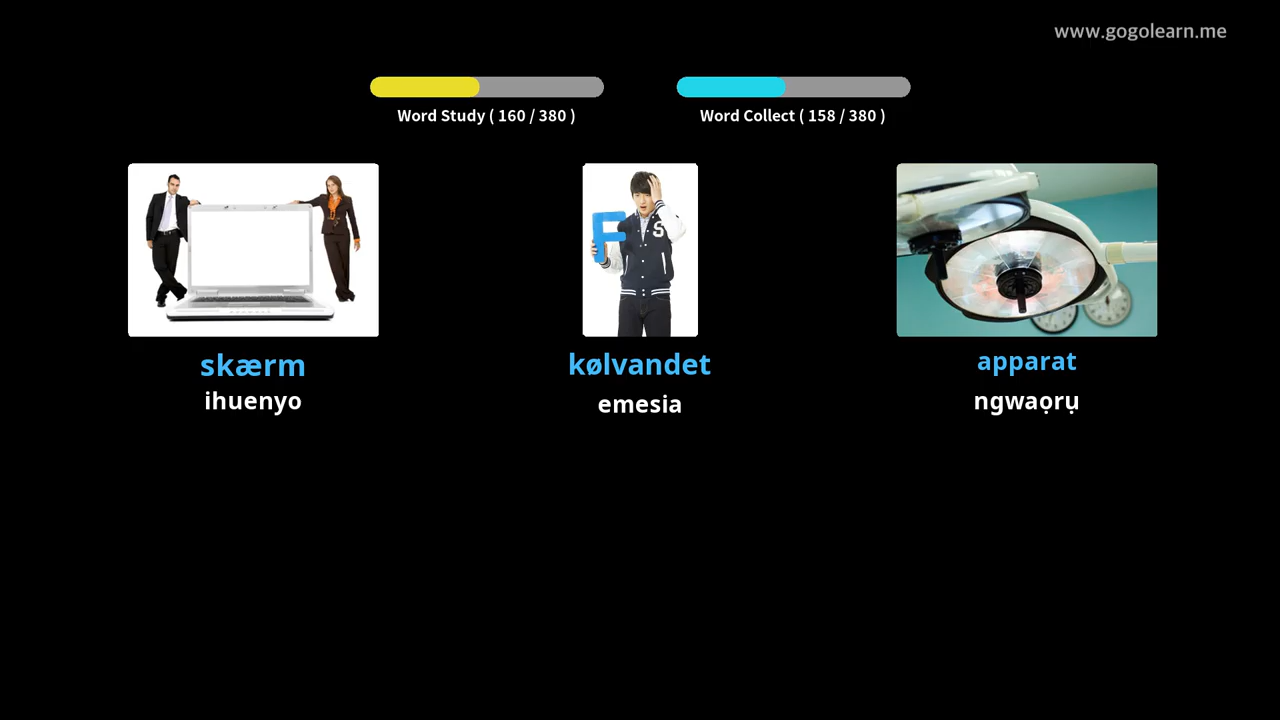 www.gogolearn.me
Word Study ( 160 / 380 )
Word Collect ( 158 / 380 )
F
S
skærm
kølvandet
apparat
ihuenyo
emesia
ngwaọrụ